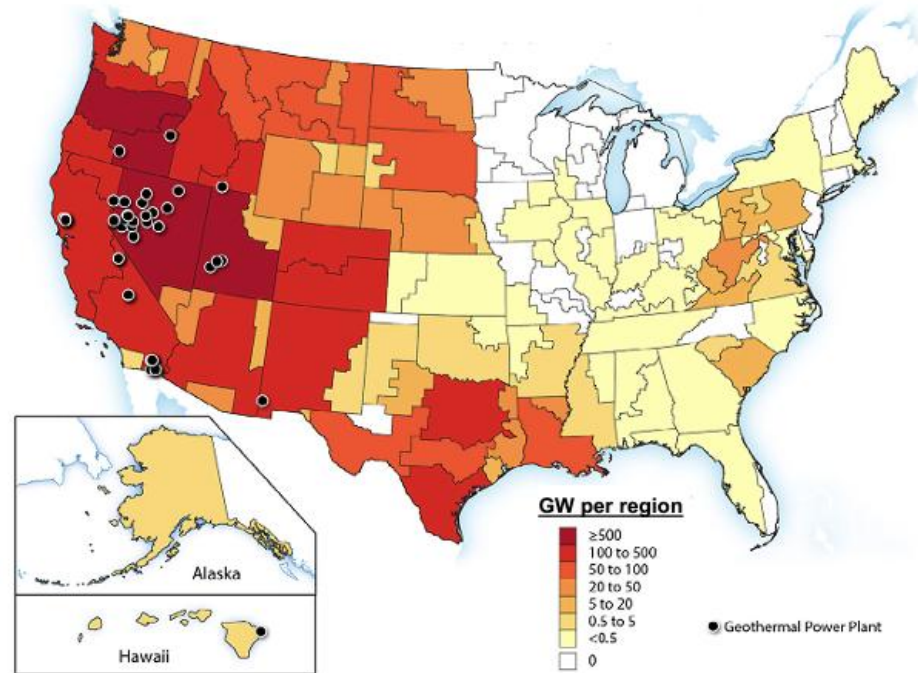 GW per region
≥500
100 to 500
50 to 100
20 to 50
5 to 20
0.5 to 5
<0.5
0
Geothermal Power Plant
Alaska
Hawaii